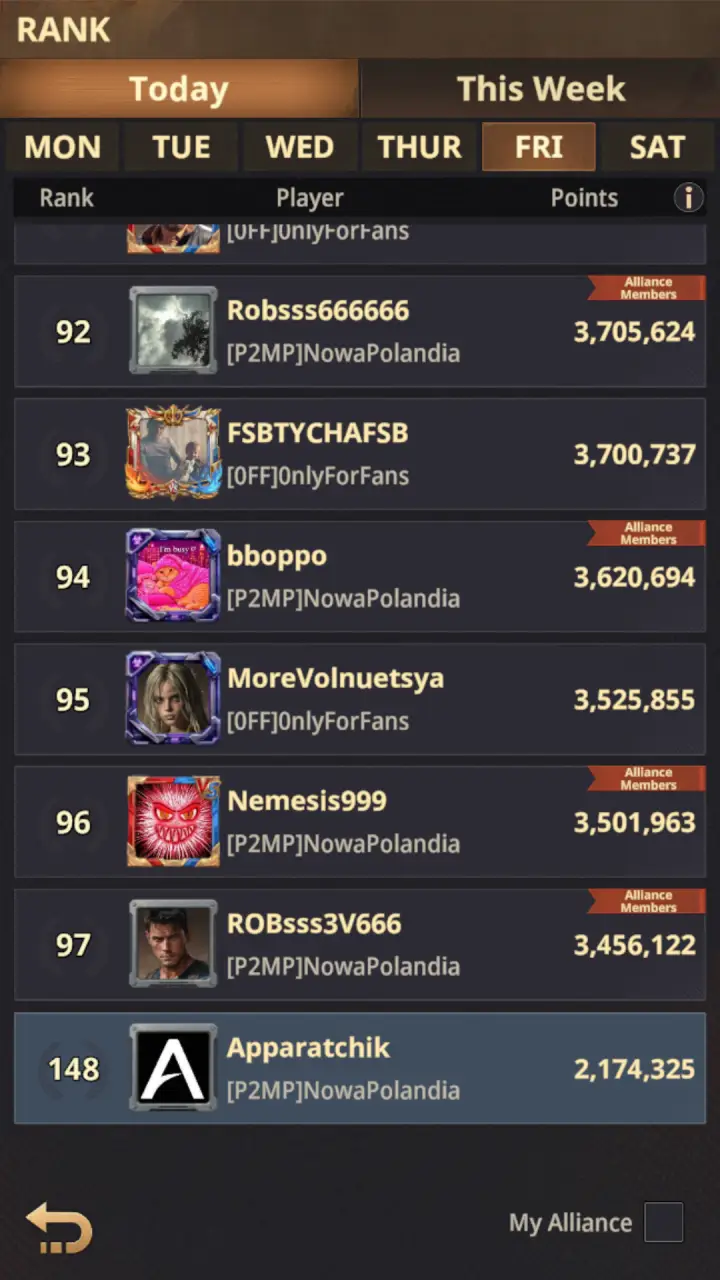 RANK
Today
This Week
MON
TUE
WED
THUR
FRI
SAT
Rank
Player
Points
i
[0FF]0nlyForFans
Alliance
Members
92
Robsss666666
[P2MP]NowaPolandia
3,705,624
93
FSBTYCHAFSB
[0FF]0nlyForFans
3,700,737
Alliance
Members
94
I'm busy
bboppo
[P2MP]NowaPolandia
3,620,694
95
MoreVolnuetsya
[0FF]0nlyForFans
3,525,855
Alliance
Members
96
VS
Nemesis999
[P2MP]NowaPolandia
3,501,963
Alliance
Members
97
ROBsss3V666
[P2MP]NowaPolandia
3,456,122
148
A
Apparatchik
[P2MP]NowaPolandia
2,174,325
My Alliance